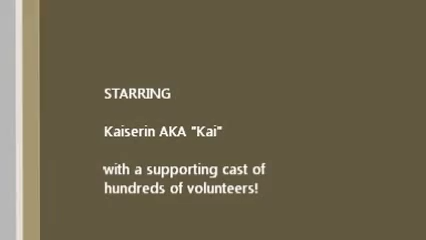 STARRING
Kaiserin AKA "Kai"
with a supporting cast of
hundreds of volunteers!